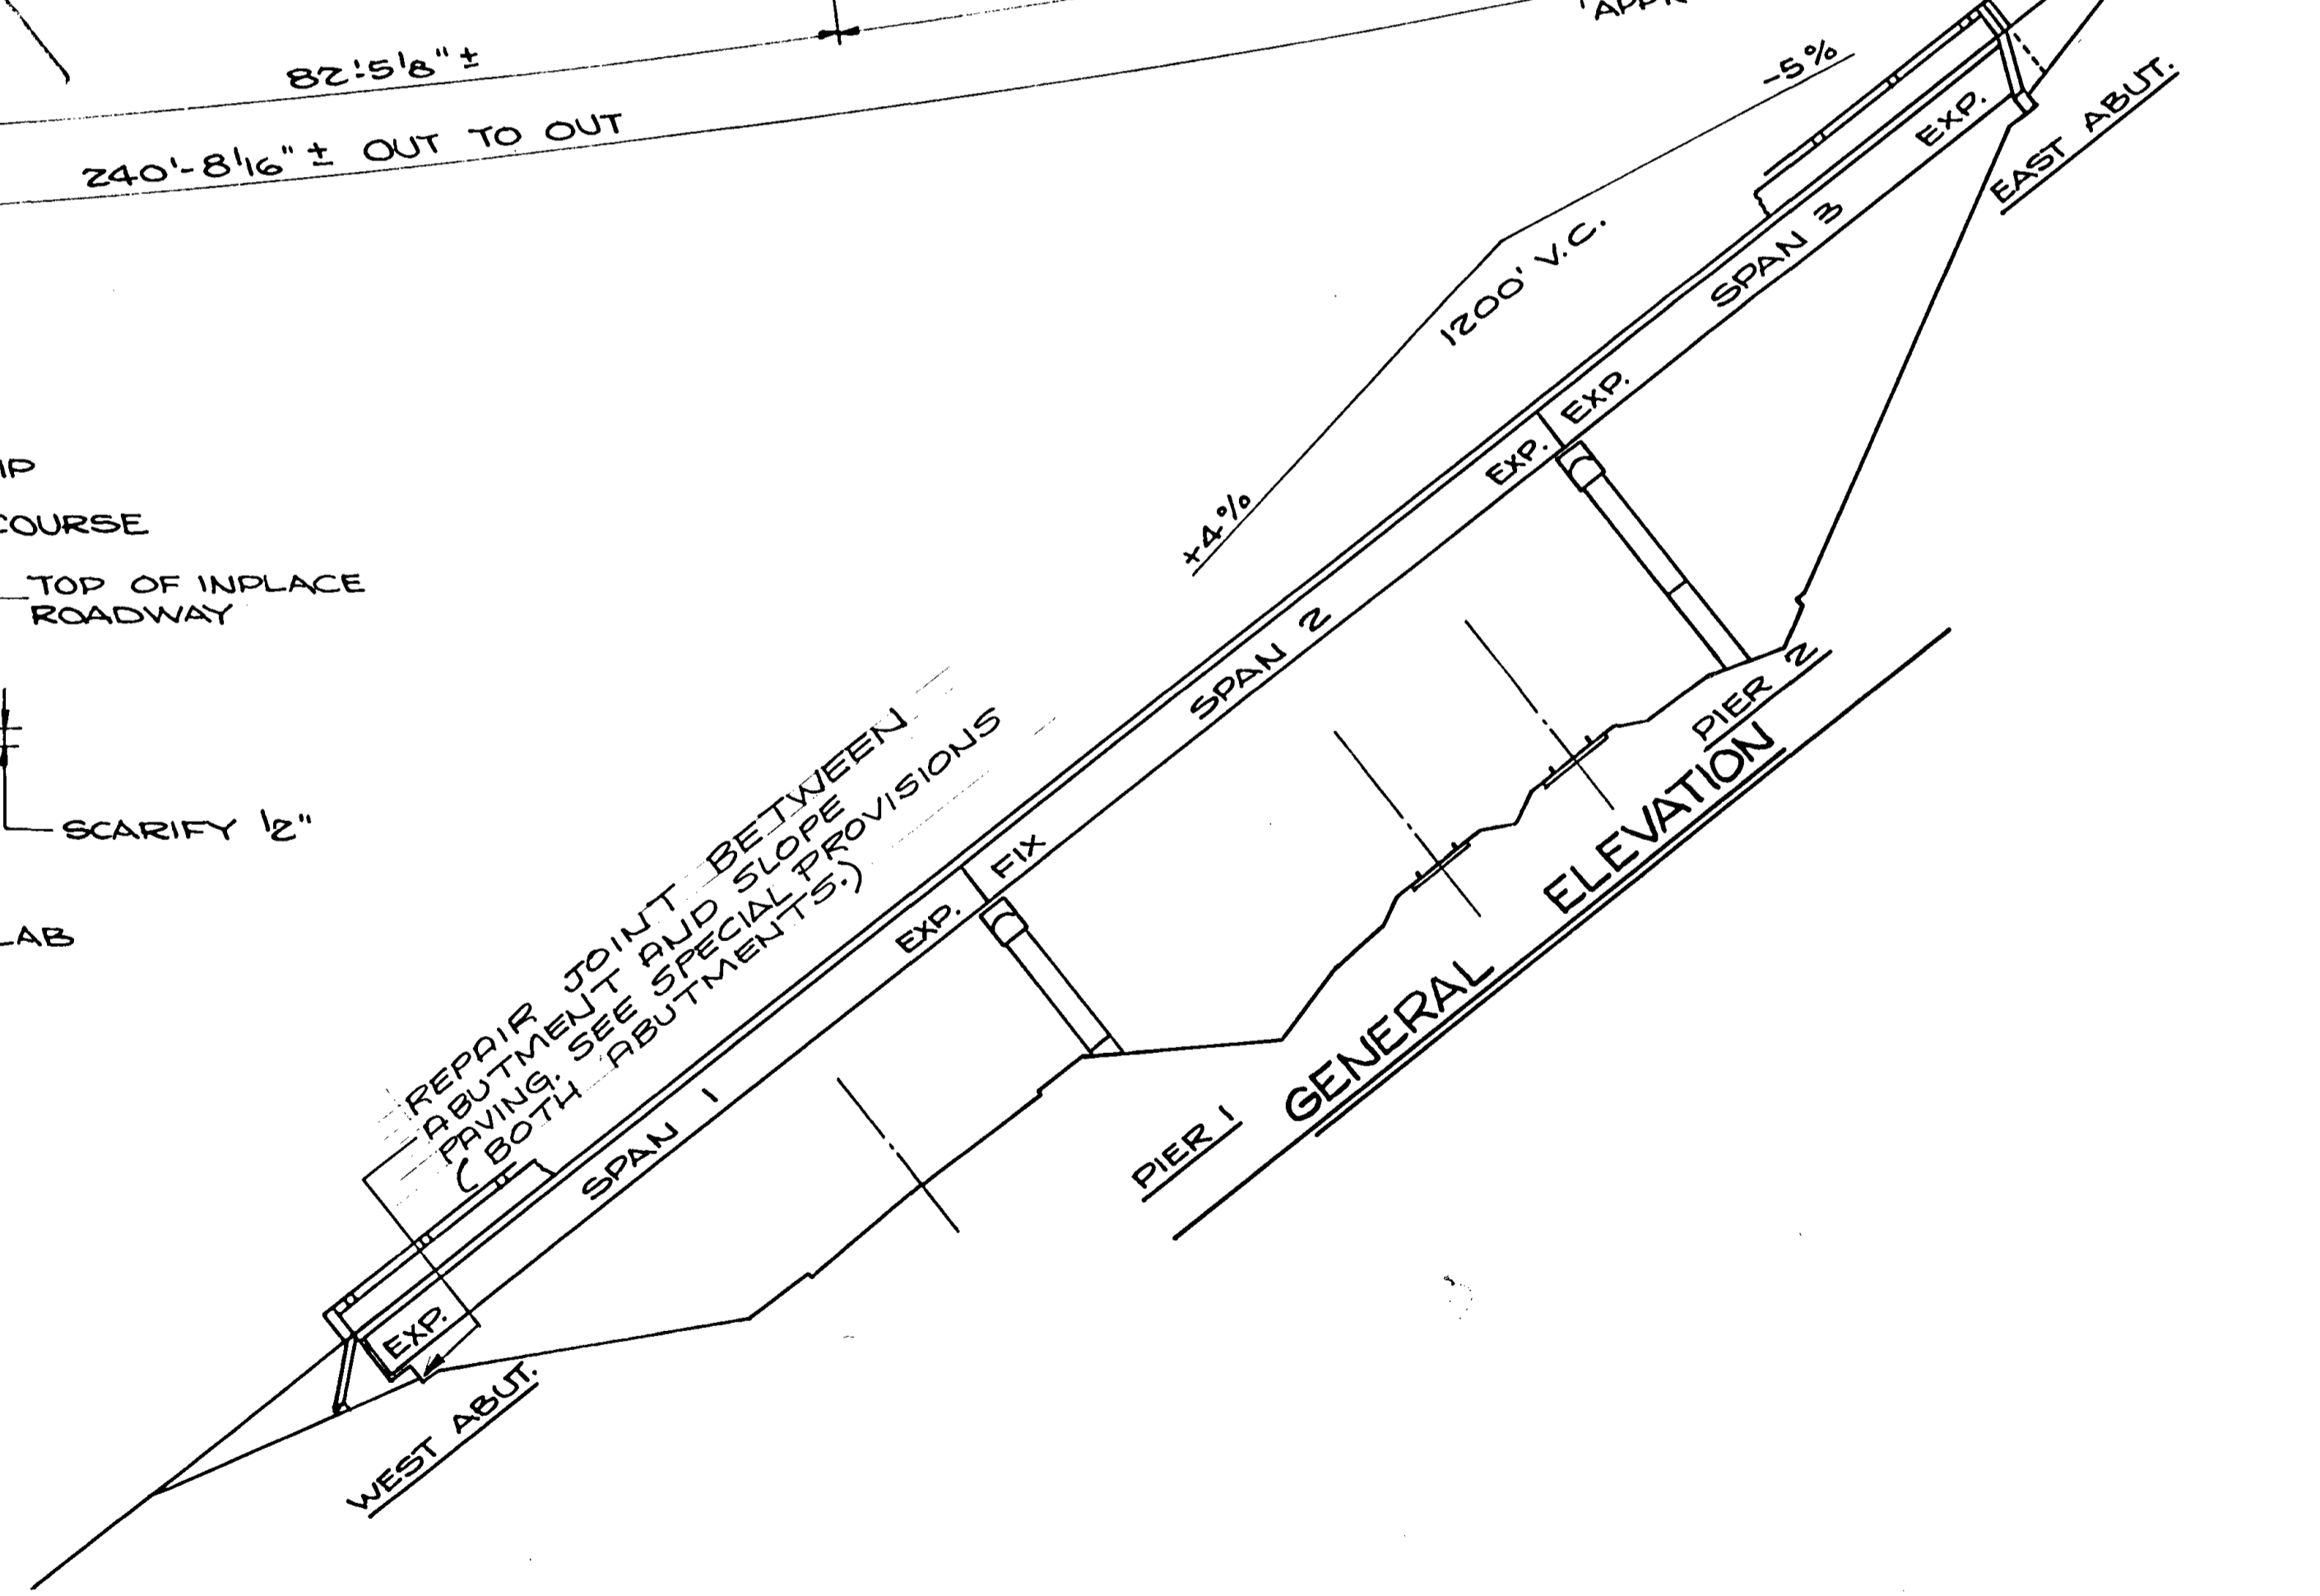 82'-5 1/8" ±
240'-8 1/16" ± OUT TO OUT
-5%
EXP.
EAST ABUT.
1200' V.C.
SPAN 3
EXP.
EXP.
+4%
COURSE
TOP OF INPLACE
ROADWAY
SPAN 2
PIER 2
SCARIFY 1/2"
REPAIR JOINT BETWEEN
ABUTMENT AND SLOPE
PAVING: SEE SPECIAL PROVISIONS
(BOTH ABUTMENTS.)
FIX
EXP.
GENERAL ELEVATION
PIER 1
SPAN 1
EXP.
WEST ABUT.